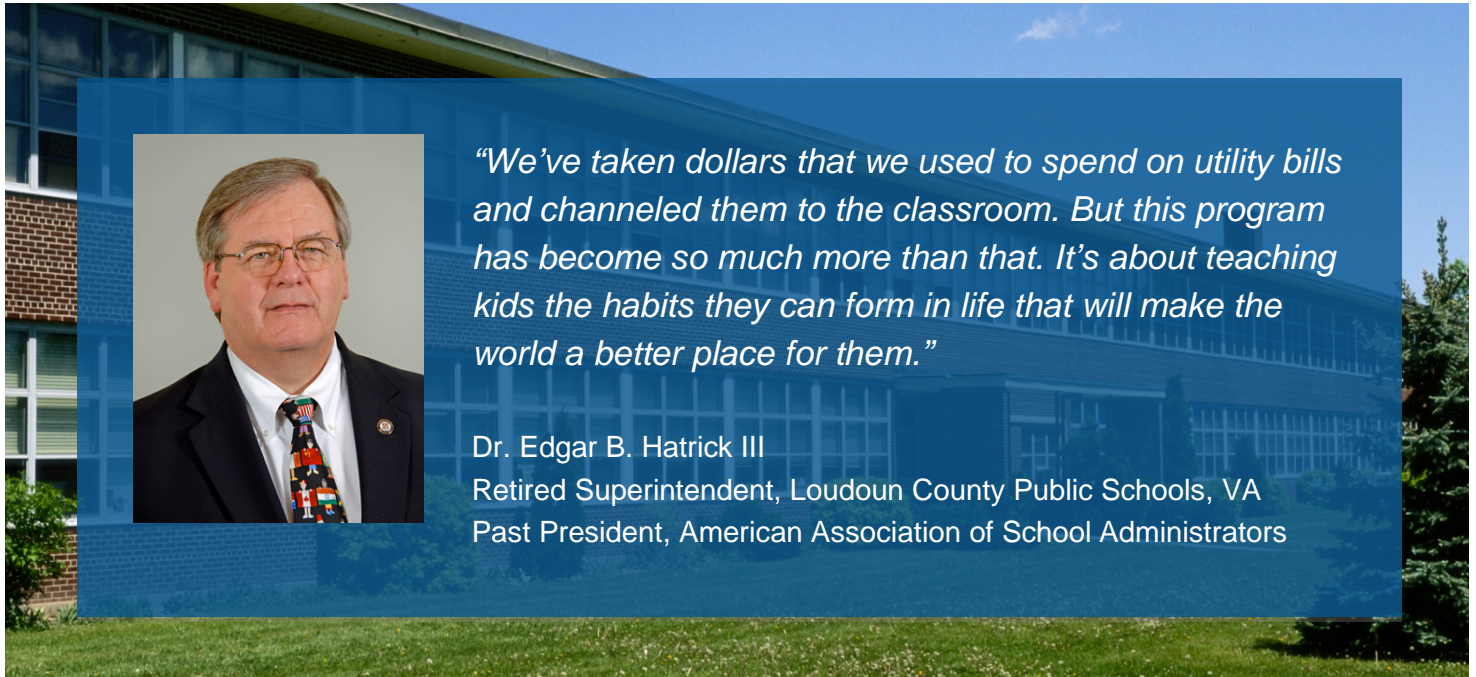 “We’ve taken dollars that we used to spend on utility bills
and channeled them to the classroom. But this program
has become so much more than that. It’s about teaching
kids the habits they can form in life that will make the
world a better place for them.”
Dr. Edgar B. Hatrick III
Retired Superintendent, Loudoun County Public Schools, VA
Past President, American Association of School Administrators